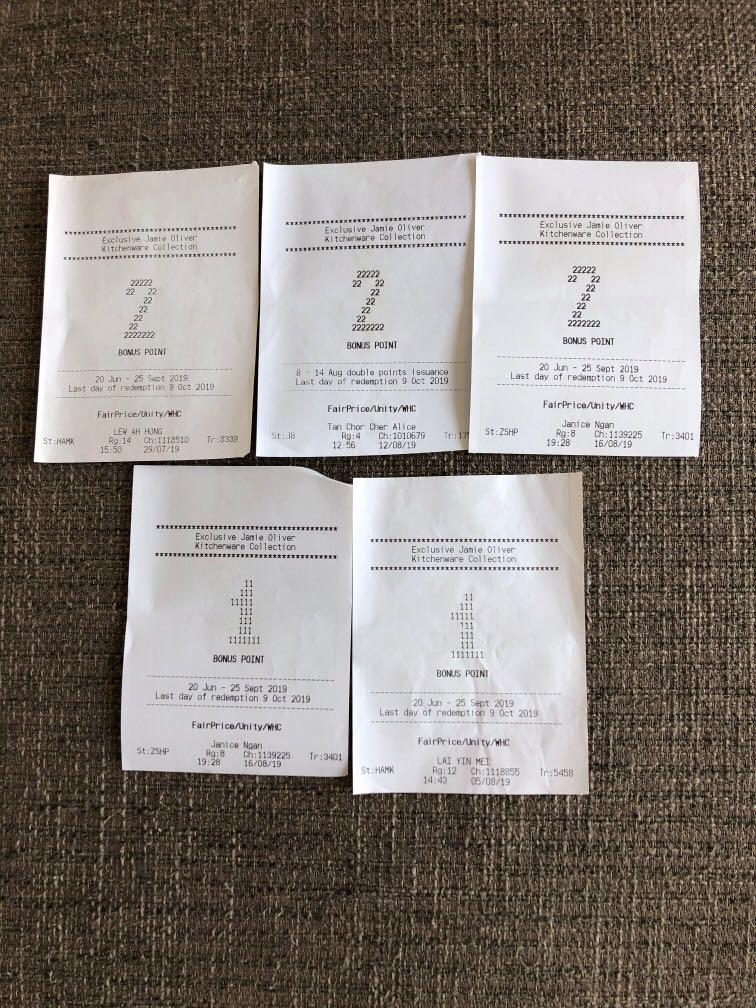 ***********************************
Exclusive Jamie Oliver
Kitchenware Collection
***********************************
22222
22   22
22
22
22
22
2222222
BONUS POINT
-----------------------------------
20 Jun - 25 Sept 2019
Last day of redemption 9 Oct 2019
-----------------------------------
FairPrice/Unity/WHC
LEW AH HONG
St:HAMK Rg:14 Ch:1118510 Tr:8339
15:50 29/07/19
***********************************
Exclusive Jamie Oliver
Kitchenware Collection
***********************************
22222
22   22
22
22
22
22
2222222
BONUS POINT
-----------------------------------
8 - 14 Aug double points issuance
Last day of redemption 9 Oct 2019
-----------------------------------
FairPrice/Unity/WHC
Tan Chor Cher Alice
St:J8 Rg:4 Ch:1010679
12:56 12/08/19
***********************************
Exclusive Jamie Oliver
Kitchenware Collection
***********************************
22222
22   22
22
22
22
22
2222222
BONUS POINT
-----------------------------------
20 Jun - 25 Sept 2019
Last day of redemption 9 Oct 2019
-----------------------------------
FairPrice/Unity/WHC
Janice Ngan
St:ZSHP Rg:8 Ch:1139225 Tr:3401
19:28 16/08/19
***********************************
Exclusive Jamie Oliver
Kitchenware Collection
***********************************
11
111
11111
111
111
111
1111111
BONUS POINT
-----------------------------------
20 Jun - 25 Sept 2019
Last day of redemption 9 Oct 2019
-----------------------------------
FairPrice/Unity/WHC
Janice Ngan
St:ZSHP Rg:8 Ch:1139225 Tr:3401
19:28 16/08/19
***********************************
Exclusive Jamie Oliver
Kitchenware Collection
***********************************
11
111
11111
111
111
111
1111111
BONUS POINT
-----------------------------------
20 Jun - 25 Sept 2019
Last day of redemption 9 Oct 2019
-----------------------------------
FairPrice/Unity/WHC
LAI YIN MEI
St:HAMK Rg:12 Ch:1118855 Tr:5458
14:43 05/08/19